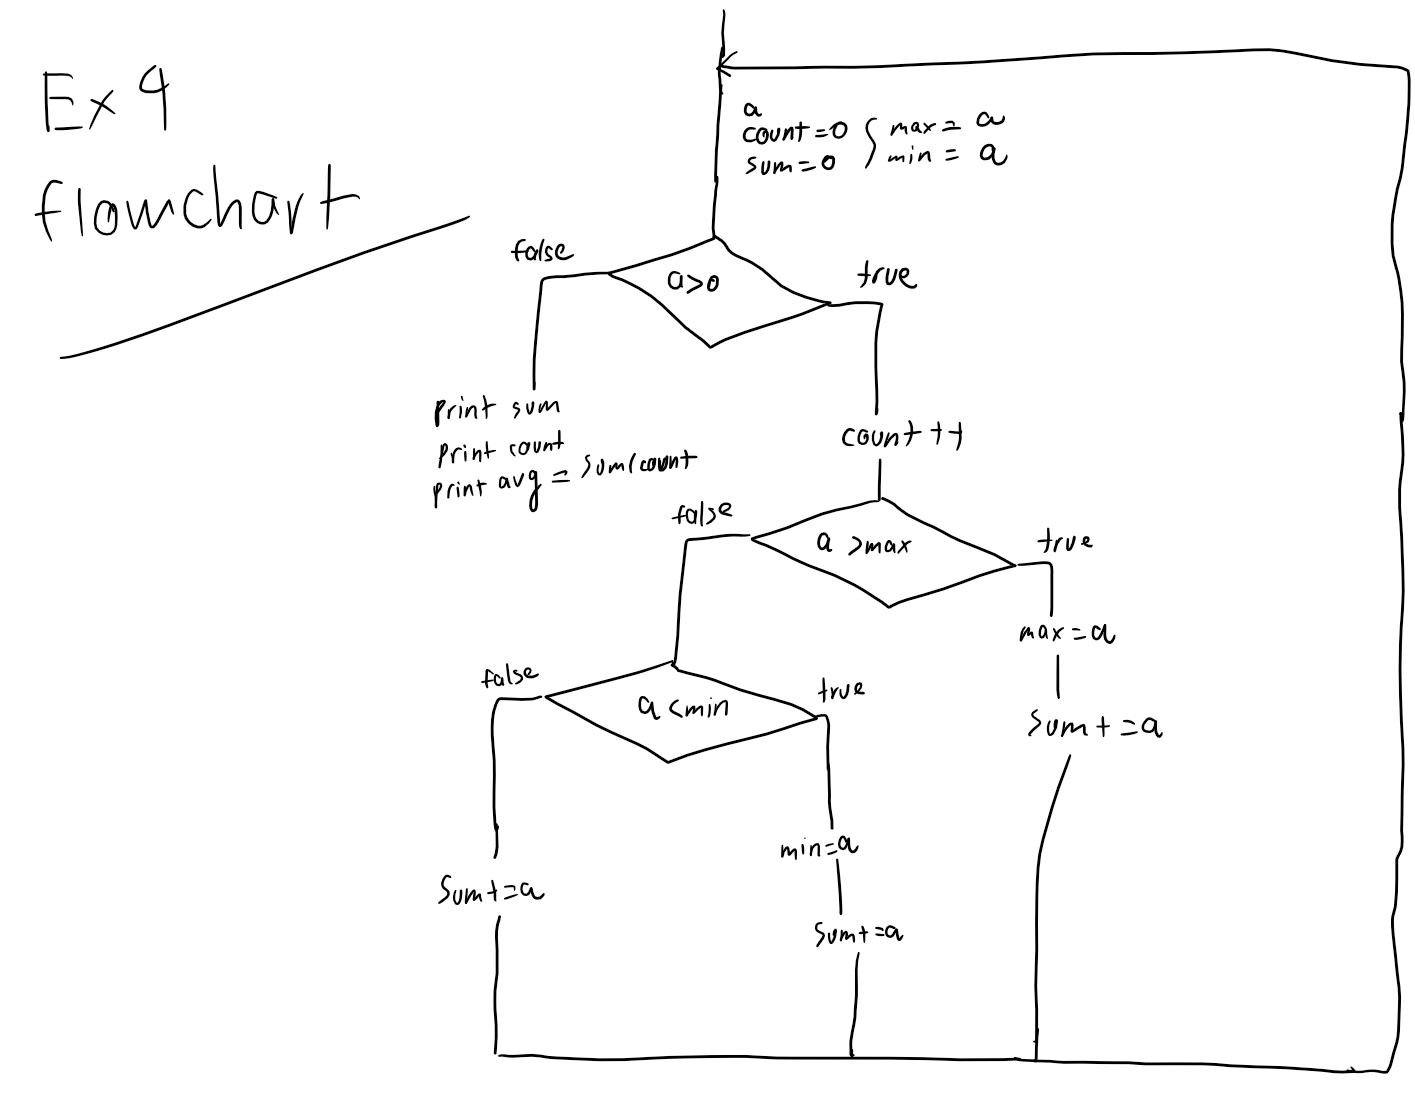 Ex 4
flowchart
a
count=0 } max = a
sum=0 } min = a
false
a>0
true
print sum
print count
print avg = sum/count
count++
false
a >max
true
max=a
sum+=a
false
a <min
true
min=a
sum+=a
sum+=a